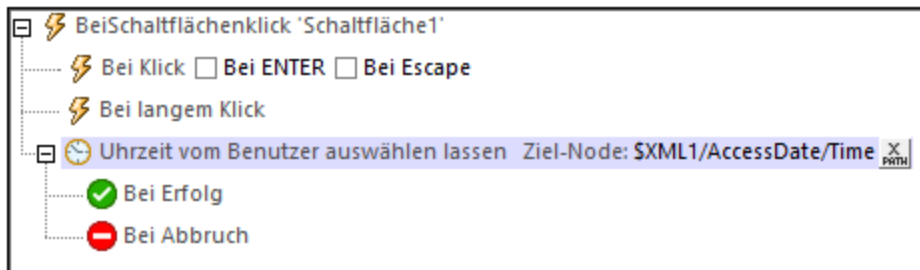 BeiSchaltflächenklick 'Schaltfläche1'
Bei Klick Bei ENTER Bei Escape
Bei langem Klick
Uhrzeit vom Benutzer auswählen lassen Ziel-Node: $XML1/AccessDate/Time X PATH
Bei Erfolg
Bei Abbruch